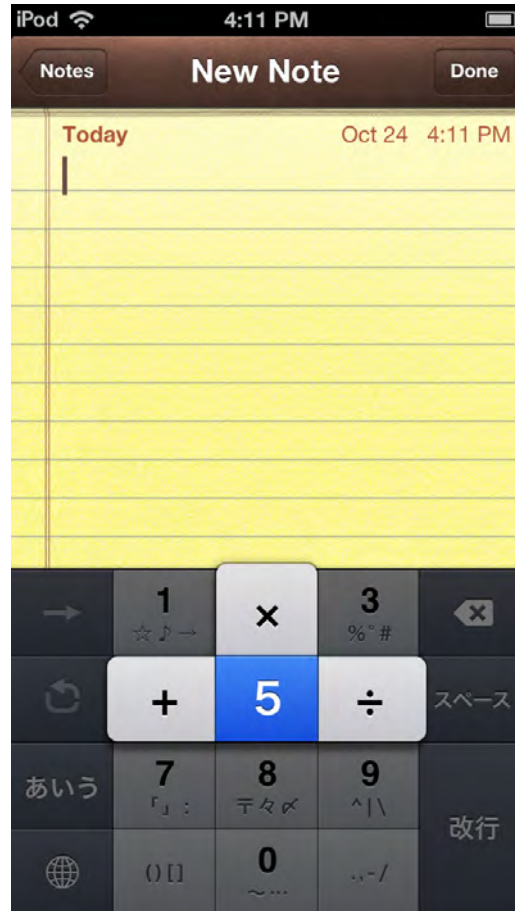 iPod 4:11 PM
Notes New Note Done
Today Oct 24 4:11 PM
→ 1 × 3
☆♪→ %°#
+ 5 ÷ スペース
あいう 7 8 9
「」: 〒々〆 ^|\
改行
()[] 0 .,-/
~…